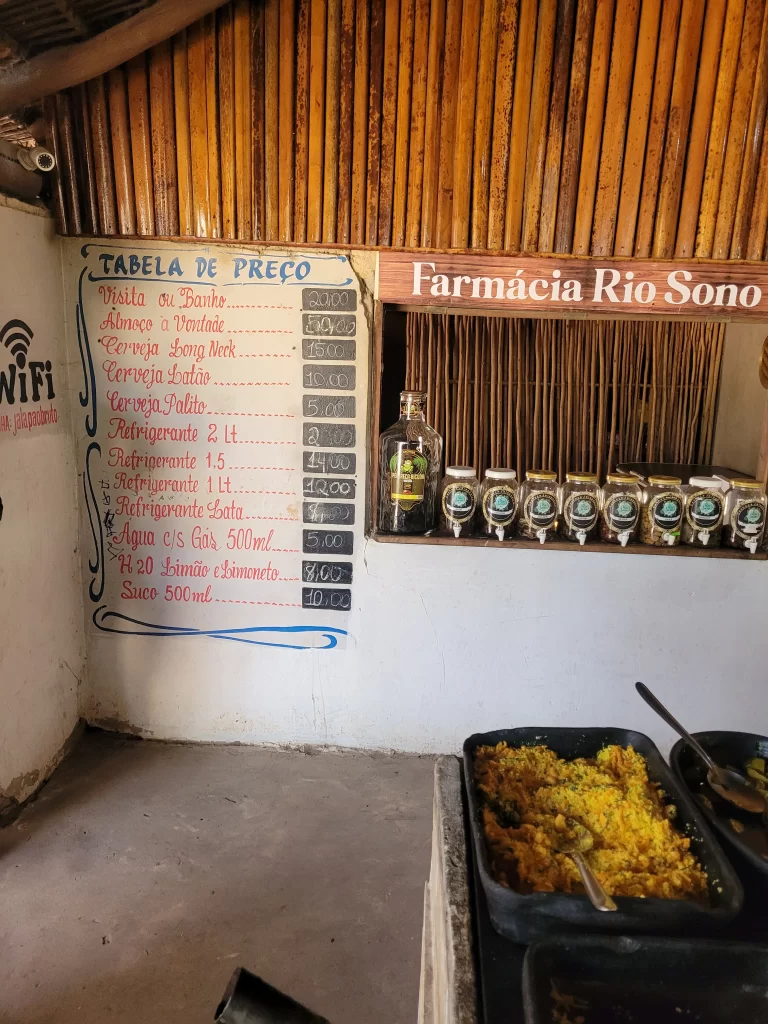 TABELA DE PREÇO
Visita ou Banho 20,00
Almoço à Vontade 50,00
Cerveja Long Neck 15,00
Cerveja Latão 10,00
Cerveja Palito 5,00
Refrigerante 2 Lt
Refrigerante 1.5 14,00
Refrigerante 1 Lt 12,00
Refrigerante Lata
Água c/s Gás 500ml 5,00
H 20 Limão e Limoneto 8,00
Suco 500ml 10,00
WiFi
jalapaobrito
Farmácia Rio Sono